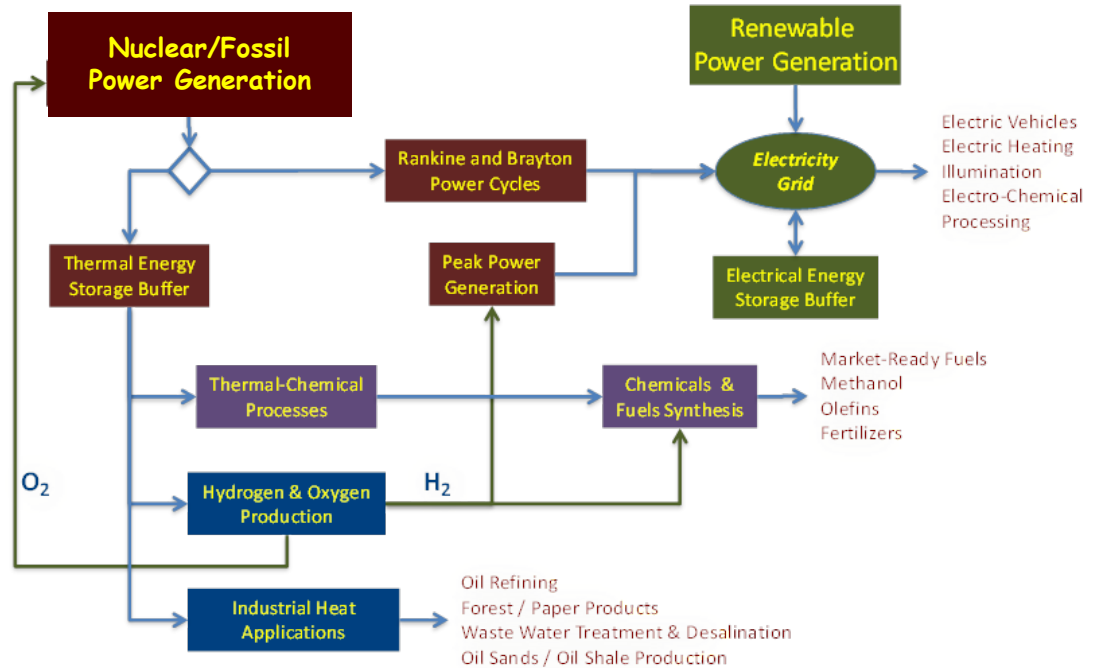 Nuclear/Fossil
Power Generation
Renewable
Power Generation
Rankine and Brayton
Power Cycles
Electricity
Grid
Electric Vehicles
Electric Heating
Illumination
Electro-Chemical
Processing
Thermal Energy
Storage Buffer
Peak Power
Generation
Electrical Energy
Storage Buffer
Thermal-Chemical
Processes
Chemicals &
Fuels Synthesis
Market-Ready Fuels
Methanol
Olefins
Fertilizers
O₂
Hydrogen & Oxygen
Production
H₂
Industrial Heat
Applications
Oil Refining
Forest / Paper Products
Waste Water Treatment & Desalination
Oil Sands / Oil Shale Production